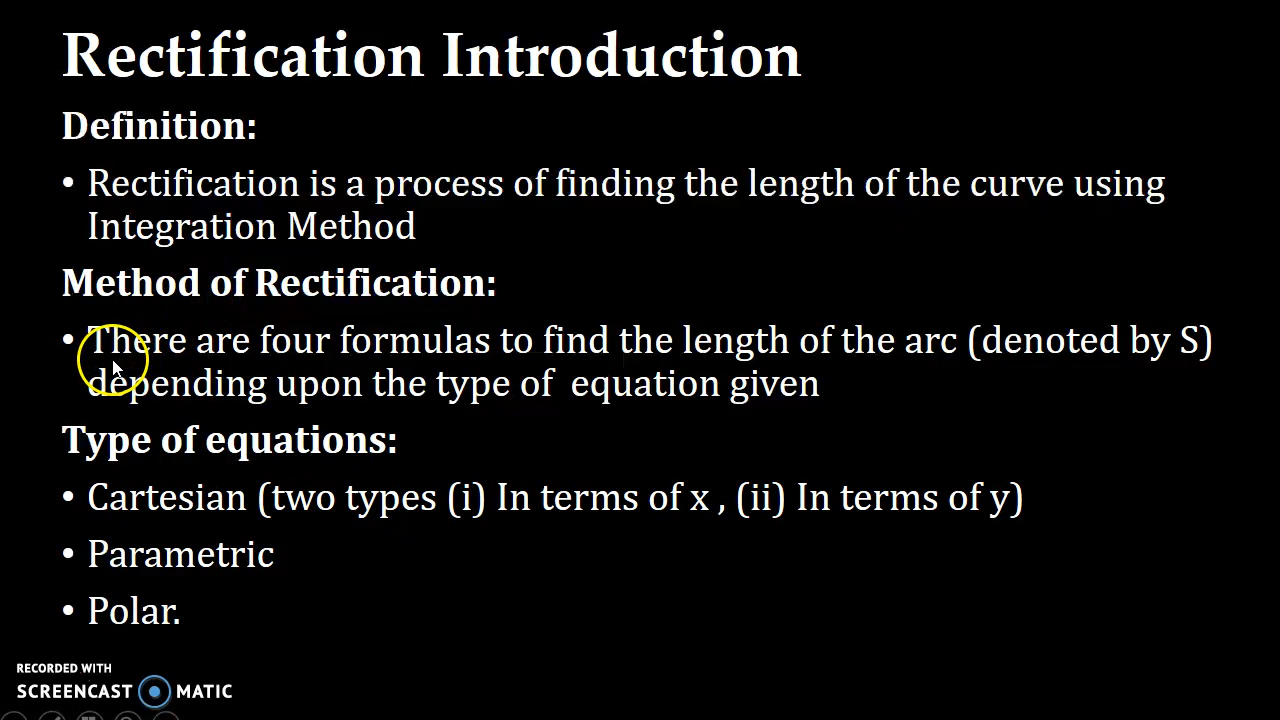 Rectification Introduction
Definition:
• Rectification is a process of finding the length of the curve using
Integration Method
Method of Rectification:
• There are four formulas to find the length of the arc (denoted by S)
depending upon the type of  equation given
Type of equations:
• Cartesian (two types (i) In terms of x , (ii) In terms of y)
• Parametric
• Polar.
RECORDED WITH
SCREENCAST MATIC